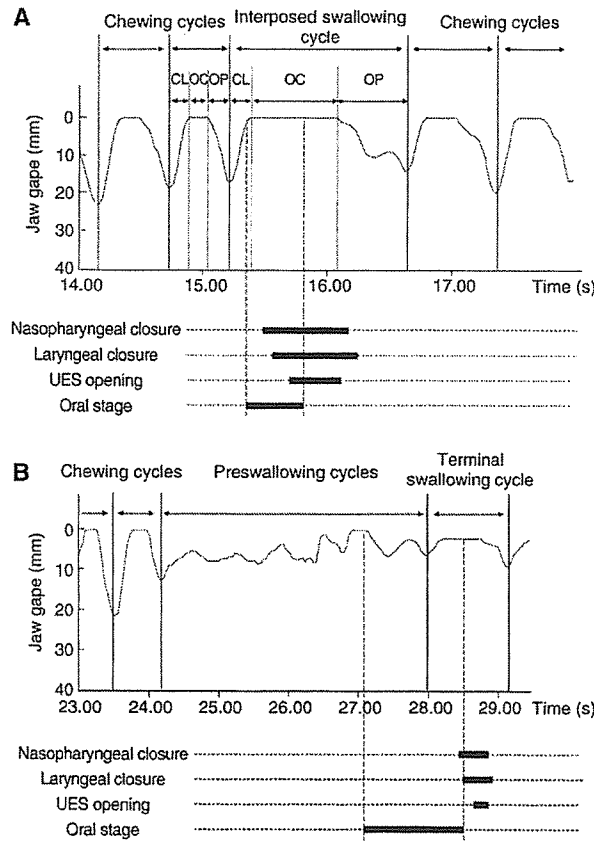 A
Chewing cycles Interposed swallowing cycle Chewing cycles
CL OC OP CL OC OP
Jaw gape (mm)
0
10
20
30
40
14.00 15.00 16.00 17.00 Time (s)
Nasopharyngeal closure
Laryngeal closure
UES opening
Oral stage
B
Chewing cycles Preswallowing cycles Terminal swallowing cycle
Jaw gape (mm)
0
10
20
30
40
23.00 24.00 25.00 26.00 27.00 28.00 29.00 Time (s)
Nasopharyngeal closure
Laryngeal closure
UES opening
Oral stage